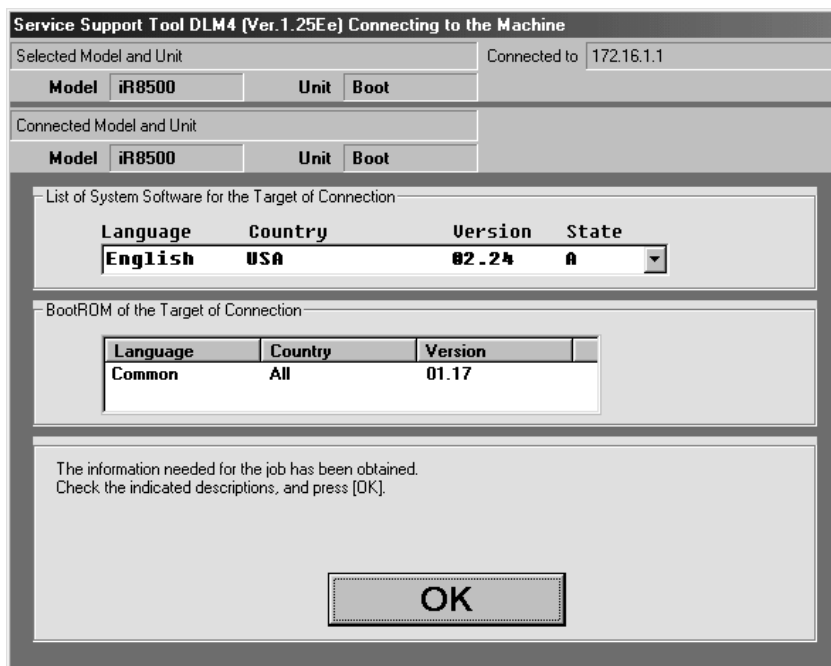 Service Support Tool DLM4 (Ver.1.25Ee) Connecting to the Machine
Selected Model and Unit
Connected to 172.16.1.1
Model iR8500 Unit Boot
Connected Model and Unit
Model iR8500 Unit Boot
List of System Software for the Target of Connection
Language Country Version State
English USA 02.24 A
BootROM of the Target of Connection
Language Country Version
Common All 01.17
The information needed for the job has been obtained.
Check the indicated descriptions, and press [OK].
OK